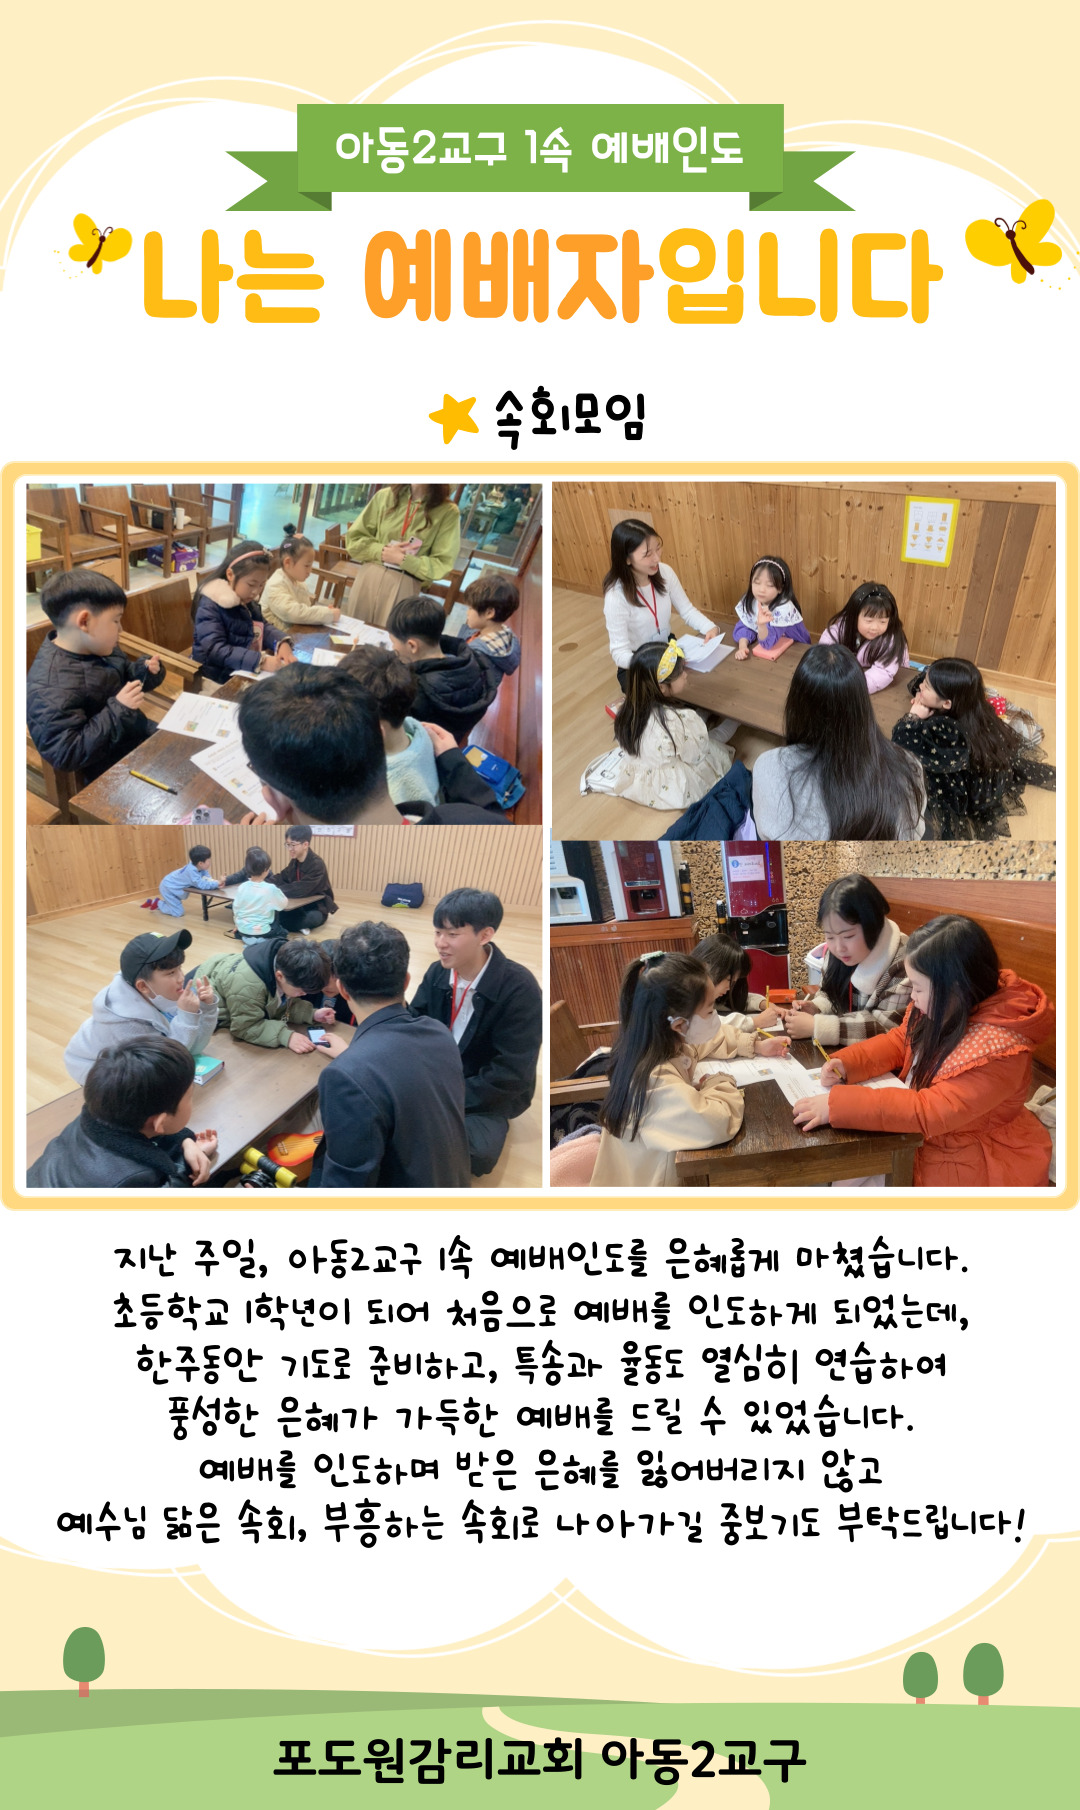 아동2교구 1속 예배인도
나는 예배자입니다
속회모임
지난 주일, 아동2교구 1속 예배인도를 은혜롭게 마쳤습니다.
초등학교 1학년이 되어 처음으로 예배를 인도하게 되었는데,
한주동안 기도로 준비하고, 특송과 율동도 열심히 연습하여
풍성한 은혜가 가득한 예배를 드릴 수 있었습니다.
예배를 인도하며 받은 은혜를 잃어버리지 않고
예수님 닮은 속회, 부흥하는 속회로 나아가길 중보기도 부탁드립니다!
포도원감리교회 아동2교구